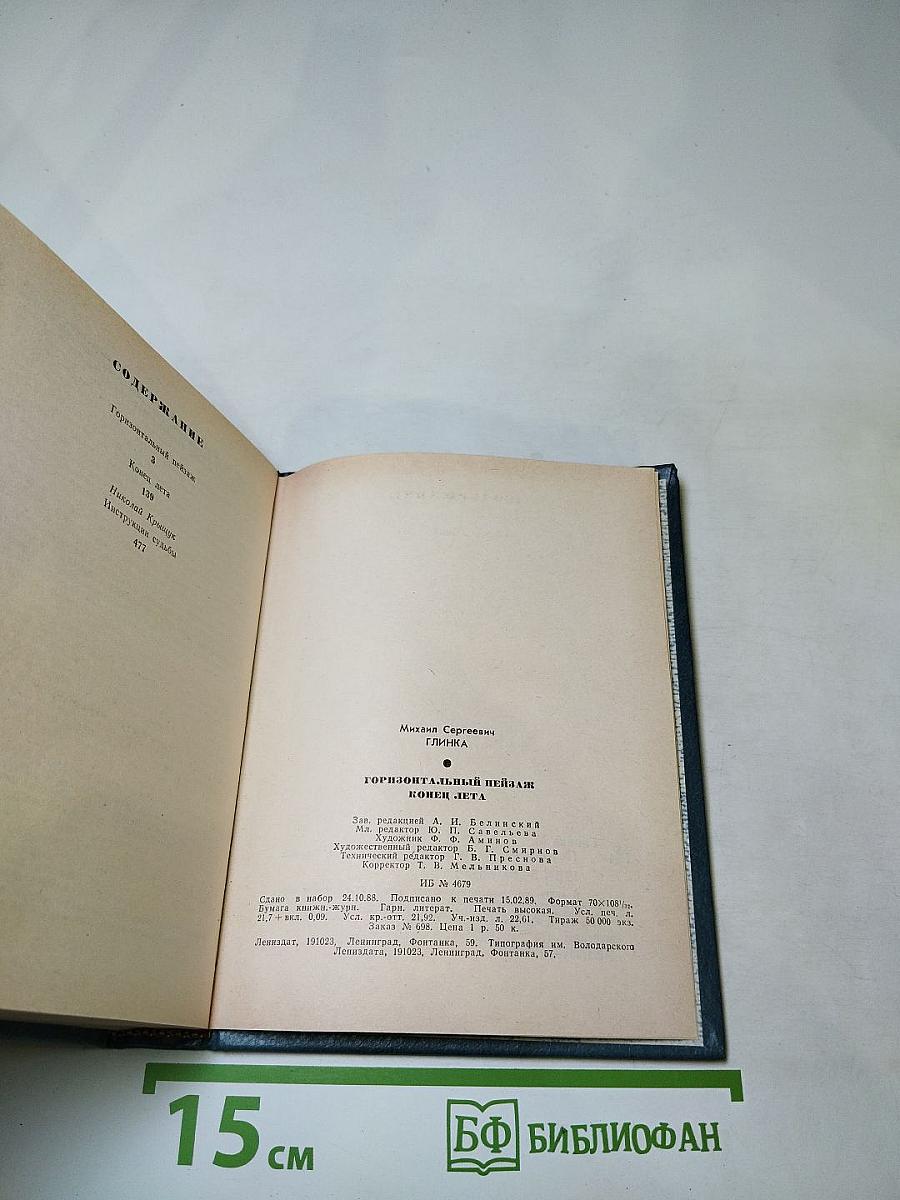 СОДЕРЖАНИЕ
Горизонтальный пейзаж
3
Конец лета
139
Николай Крыщук
Инструкции судьбы
477
Михаил Сергеевич
ГЛИНКА
ГОРИЗОНТАЛЬНЫЙ ПЕЙЗАЖ
КОНЕЦ ЛЕТА
Зав. редакцией А. И. Белинский
Мл. редактор Ю. П. Савельева
Художник Ф. Ф. Аминов
Художественный редактор Б. Г. Смирнов
Технический редактор Г. В. Преснова
Корректор Т. В. Мельникова
ИБ № 4679
Сдано в набор 24.10.88. Подписано к печати 15.02.89. Формат 70×108 1/32.
Бумага книжн.-журн. Гарн. литерат. Печать высокая. Усл. печ. л.
21,7+вкл. 0,09. Усл. кр.-отт. 21,92. Уч.-изд. л. 22,61. Тираж 50 000 экз.
Заказ № 698. Цена 1 р. 50 к.
Лениздат, 191023, Ленинград, Фонтанка, 59. Типография им. Володарского
Лениздата, 191023, Ленинград, Фонтанка, 57.
15 см
БФ БИБЛИОФАН